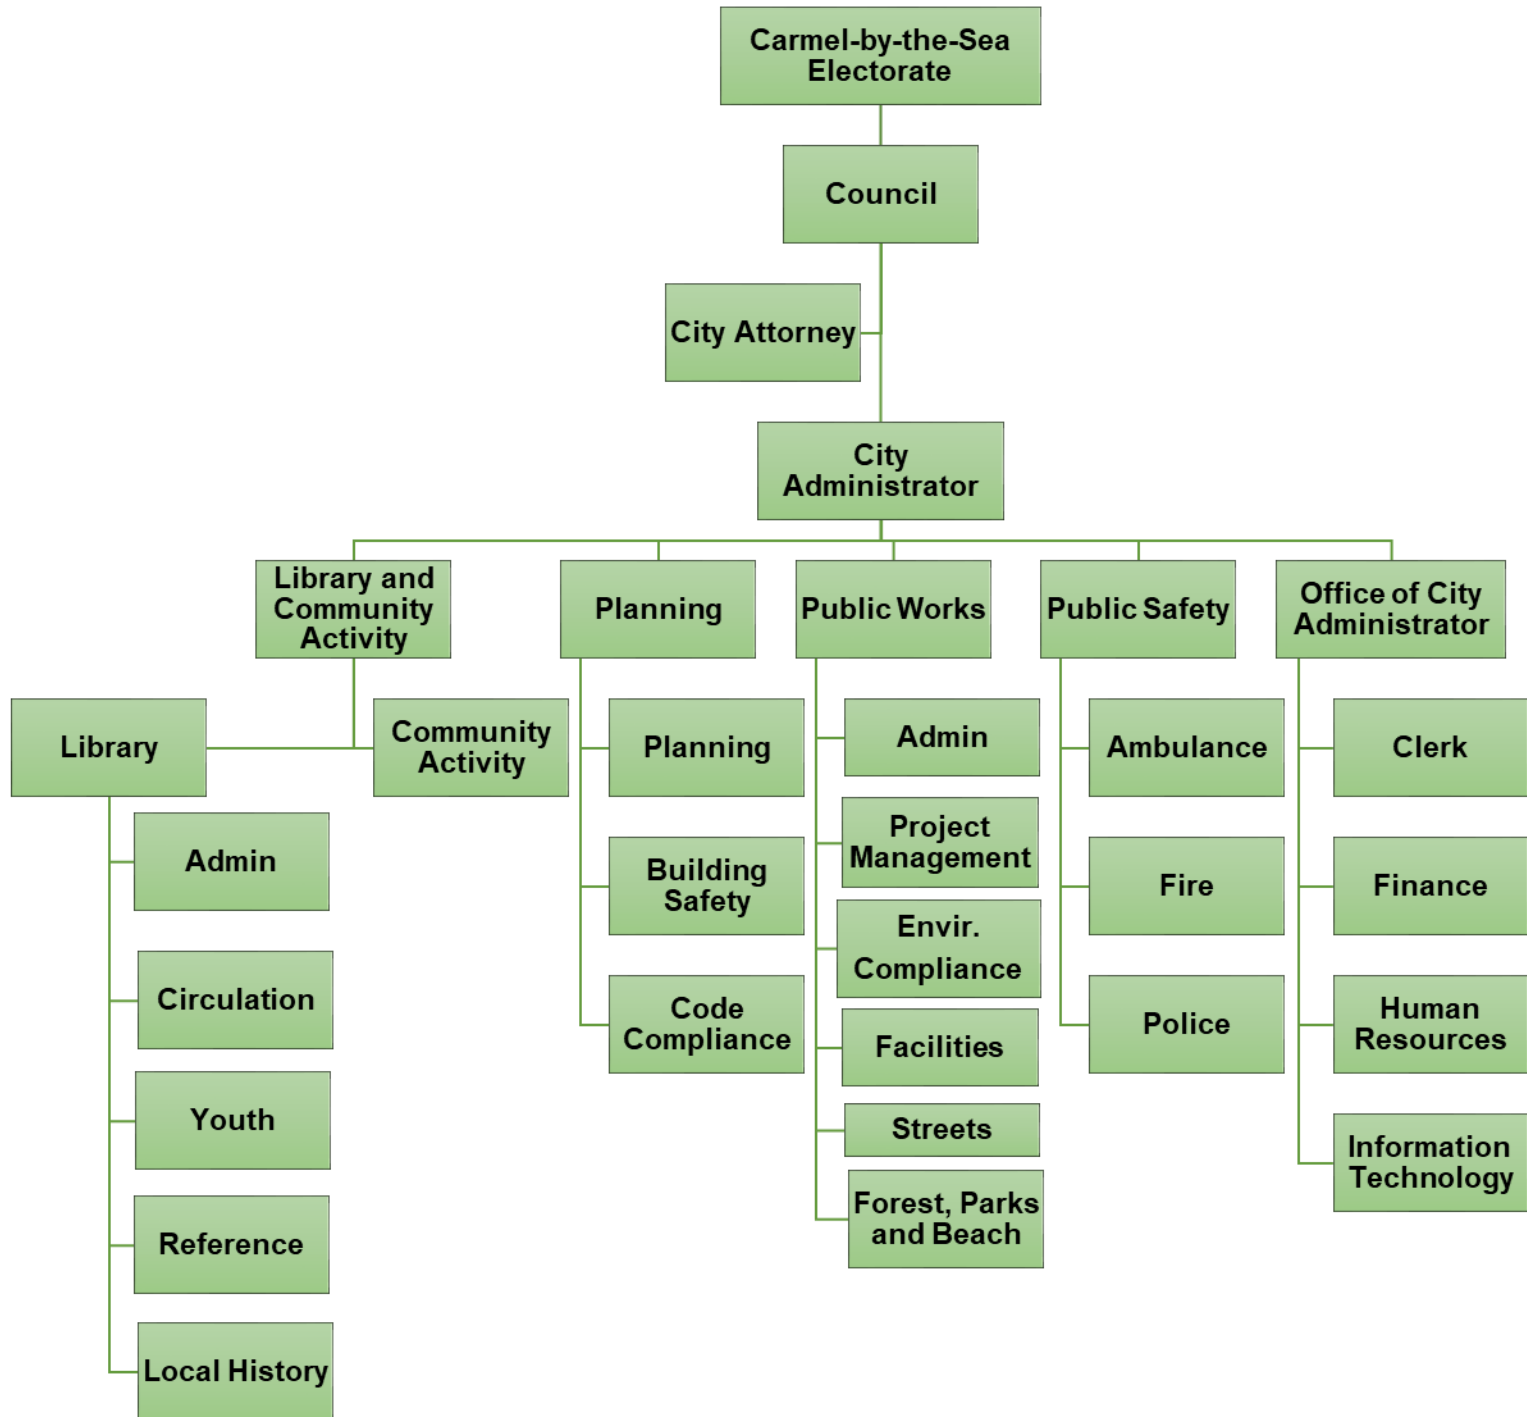 Carmel-by-the-Sea
Electorate
Council
City Attorney
City
Administrator
Library and
Community
Activity
Planning
Public Works
Public Safety
Office of City
Administrator
Library
Community
Activity
Admin
Circulation
Youth
Reference
Local History
Planning
Building
Safety
Code
Compliance
Admin
Project
Management
Envir.
Compliance
Facilities
Streets
Forest, Parks
and Beach
Ambulance
Fire
Police
Clerk
Finance
Human
Resources
Information
Technology